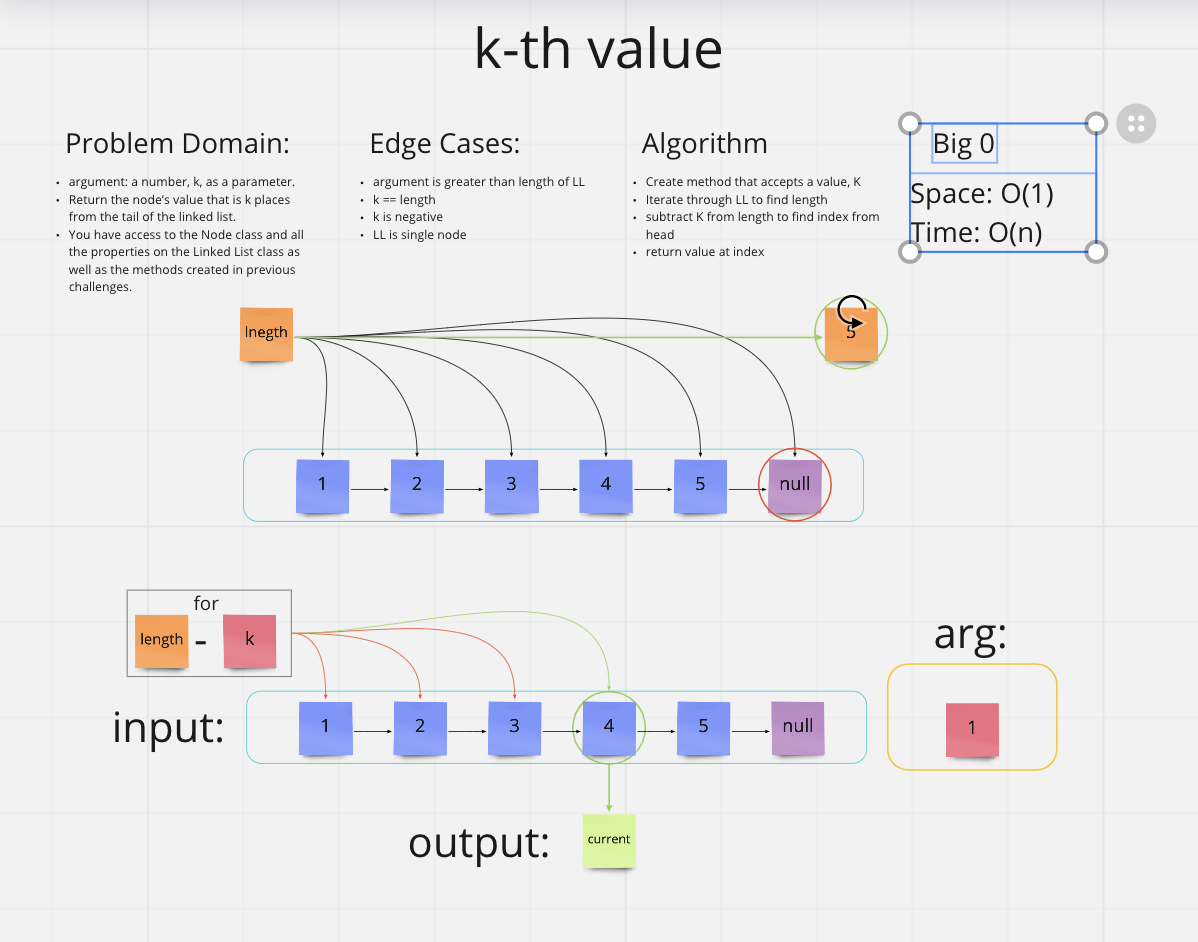 k-th value
Problem Domain:
• argument: a number, k, as a parameter.
• Return the node's value that is k places
from the tail of the linked list.
• You have access to the Node class and all
the properties on the Linked List class as
well as the methods created in previous
challenges.
Edge Cases:
• argument is greater than length of LL
• k == length
• k is negative
• LL is single node
Algorithm
• Create method that accepts a value, K
• Iterate through LL to find length
• subtract K from length to find index from
head
• return value at index
Big 0
Space: O(1)
Time: O(n)
lnegth
5
1
2
3
4
5
null
for
length
-
k
arg:
input:
1
2
3
4
5
null
1
output:
current